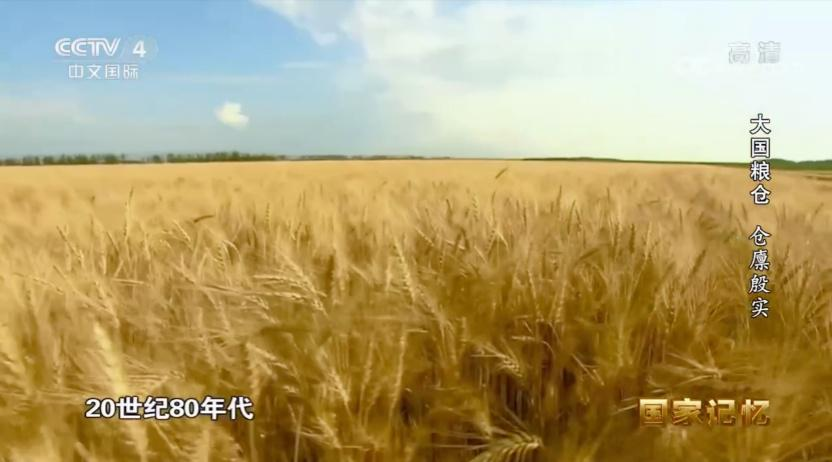 CCTV 4
中文国际
高清
大国粮仓 仓廪殷实
20世纪80年代
国家记忆